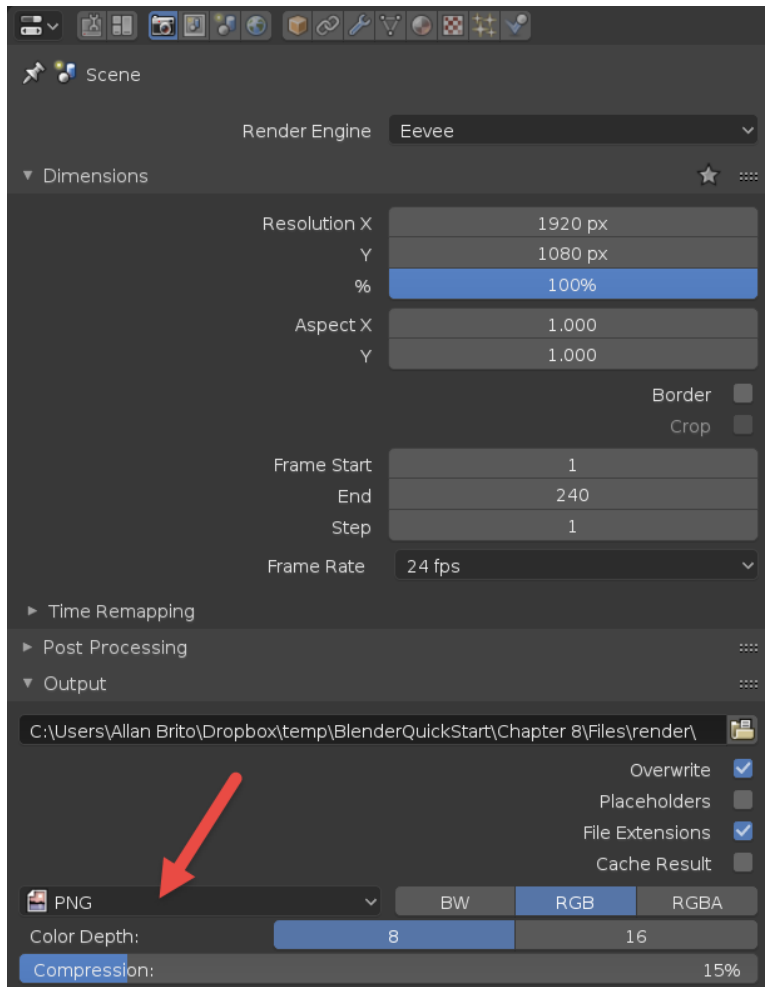 Scene
Render Engine Eevee
Dimensions
Resolution X 1920 px
Y 1080 px
% 100%
Aspect X 1.000
Y 1.000
Border
Crop
Frame Start 1
End 240
Step 1
Frame Rate 24 fps
Time Remapping
Post Processing
Output
C:\Users\Allan Brito\Dropbox\temp\BlenderQuickStart\Chapter 8\Files\render\
Overwrite
Placeholders
File Extensions
Cache Result
PNG BW RGB RGBA
Color Depth: 8 16
Compression: 15%